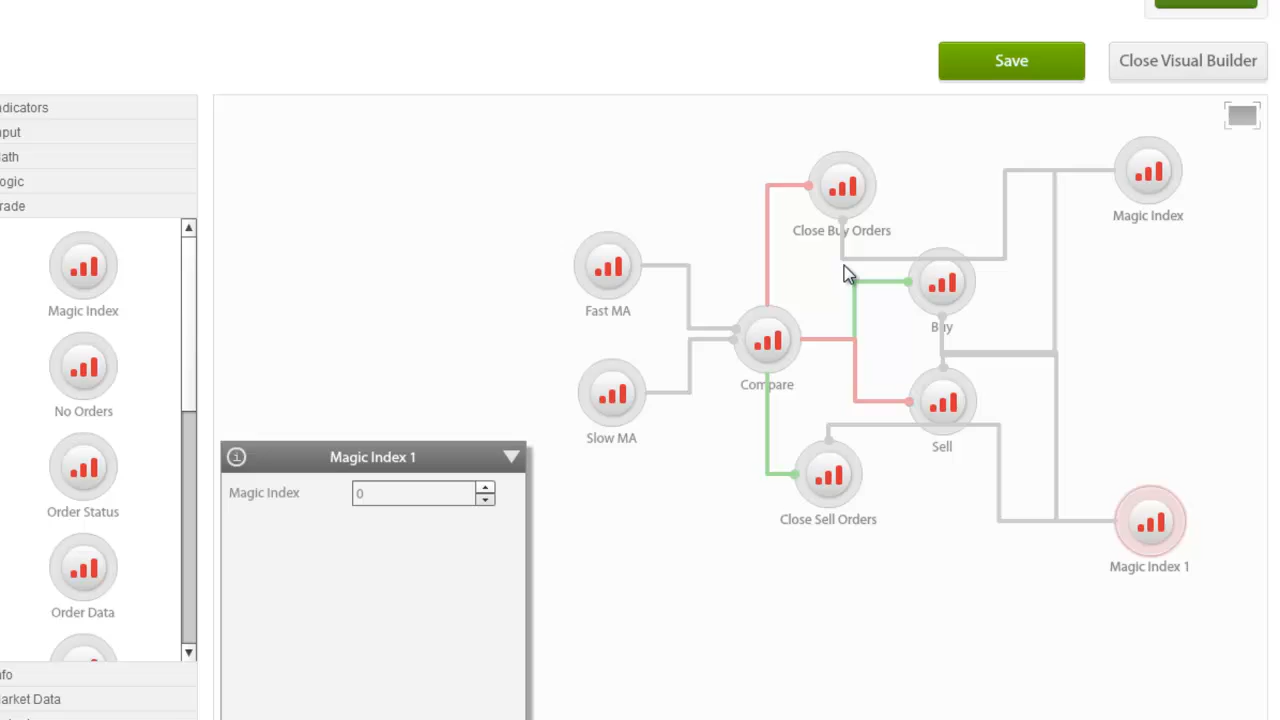 Save
Close Visual Builder
ndicators
nput
ath
ogic
rade
Magic Index
No Orders
Order Status
Order Data
nfo
arket Data
Close Buy Orders
Magic Index
Fast MA
Buy
Compare
Slow MA
Sell
Close Sell Orders
Magic Index 1
Magic Index 1
Magic Index
0